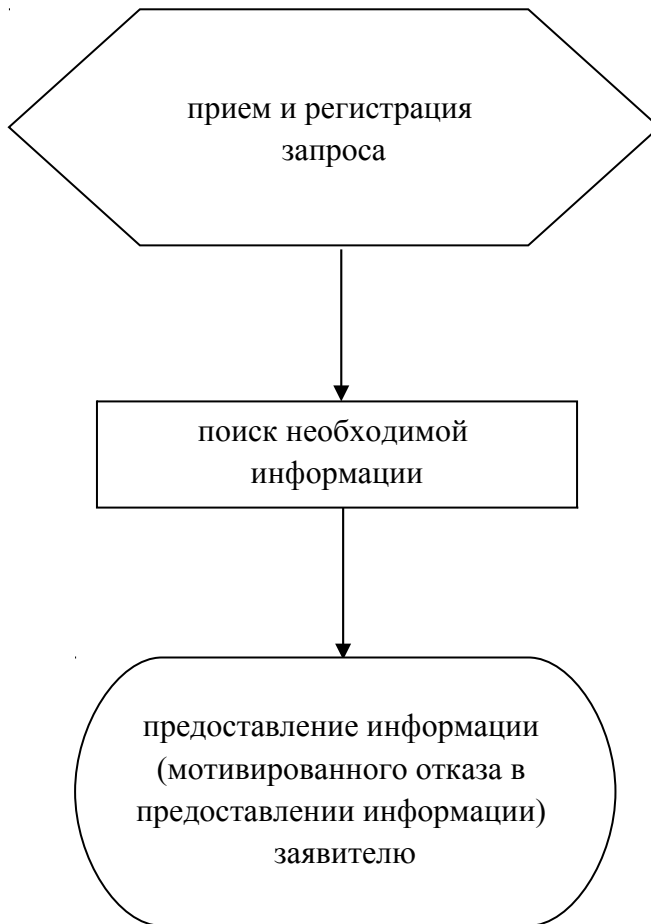 прием и регистрация
запроса
поиск необходимой
информации
предоставление информации
(мотивированного отказа в
предоставлении информации)
заявителю